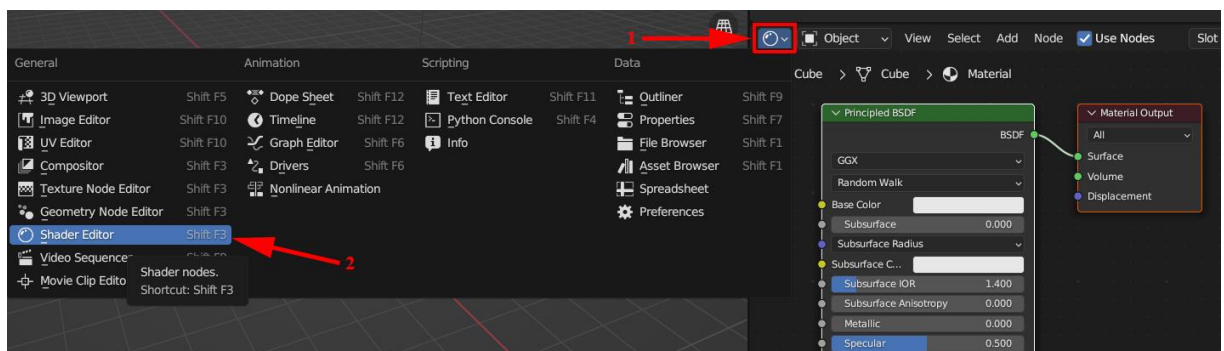 1
Object View Select Add Node Use Nodes Slot
General Animation Scripting Data
Cube > Cube > Material
3D Viewport Shift F5
Image Editor Shift F10
UV Editor Shift F10
Compositor Shift F3
Texture Node Editor Shift F3
Geometry Node Editor Shift F3
Shader Editor Shift F3
Video Sequencer Shift F8
Movie Clip Edito
Shader nodes.
Shortcut: Shift F3
2
Dope Sheet Shift F12
Timeline Shift F12
Graph Editor Shift F6
Drivers Shift F6
Nonlinear Animation
Text Editor Shift F11
Python Console Shift F4
Info
Outliner Shift F9
Properties Shift F7
File Browser Shift F1
Asset Browser Shift F1
Spreadsheet
Preferences
Principled BSDF
BSDF
GGX
Random Walk
Base Color
Subsurface 0.000
Subsurface Radius
Subsurface C...
Subsurface IOR 1.400
Subsurface Anisotropy 0.000
Metallic 0.000
Specular 0.500
Material Output
All
Surface
Volume
Displacement